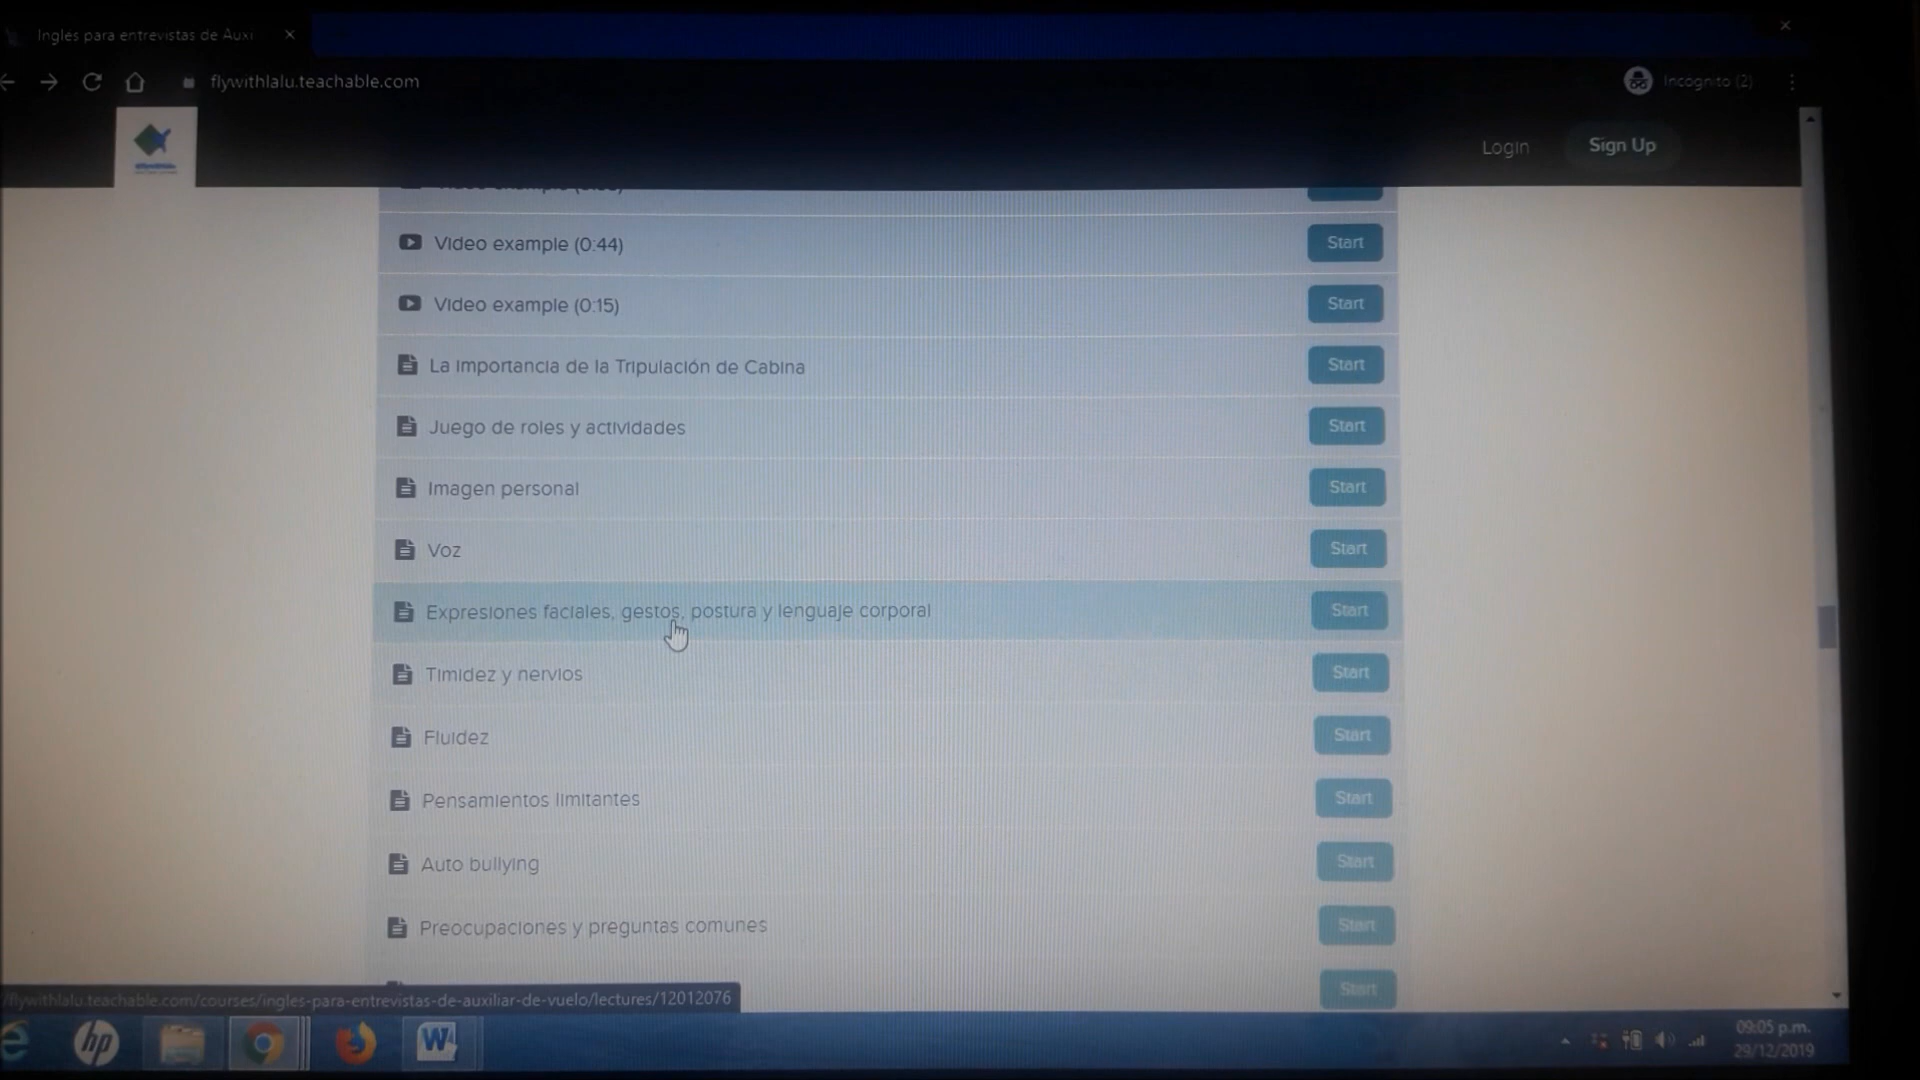 Ingles para entrevistas de Auxi
flywithlalu.teachable.com
Incognito (2)
Login
Sign Up
Video example (0:44)
Start
Video example (0:15)
Start
La importancia de la Tripulación de Cabina
Start
Juego de roles y actividades
Start
Imagen personal
Start
Voz
Start
Expresiones faciales, gestos, postura y lenguaje corporal
Start
Timidez y nervios
Start
Fluidez
Start
Pensamientos limitantes
Start
Auto bullying
Start
Preocupaciones y preguntas comunes
Start
Start
/flywithlalu.teachable.com/courses/ingles-para-entrevistas-de-auxiliar-de-vuelo/lectures/12012076
hp
W
09:05 p.m.
29/12/2019